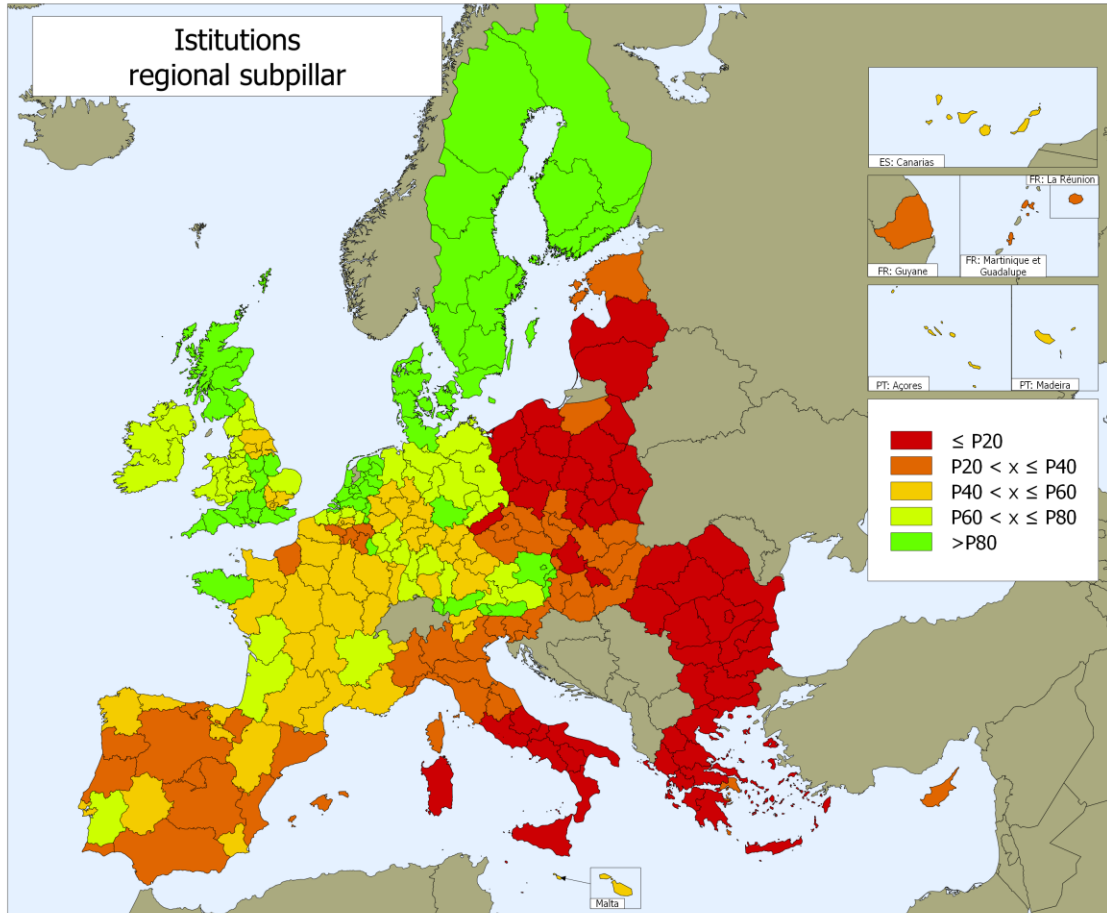 Istitutions
regional subpillar
ES: Canarias
FR: La Réunion
FR: Guyane
FR: Martinique et
Guadalupe
PT: Açores
PT: Madeira
≤ P20
P20 < x ≤ P40
P40 < x ≤ P60
P60 < x ≤ P80
>P80
Malta